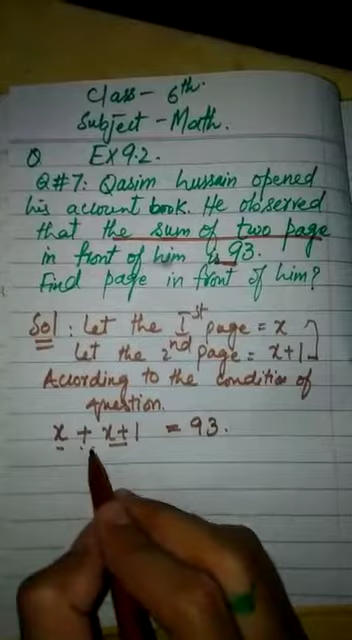 Class - 6th.
Subject - Math.
Q EX 9.2.
Q#7: Qasim hussain opened
his account book. He observed
that the sum of two page
in front of him is 93.
Find page in front of him?
Sol: Let the Ist page = x
Let the 2nd page = x+1
According to the condition of
question.
x + x+1 = 93.